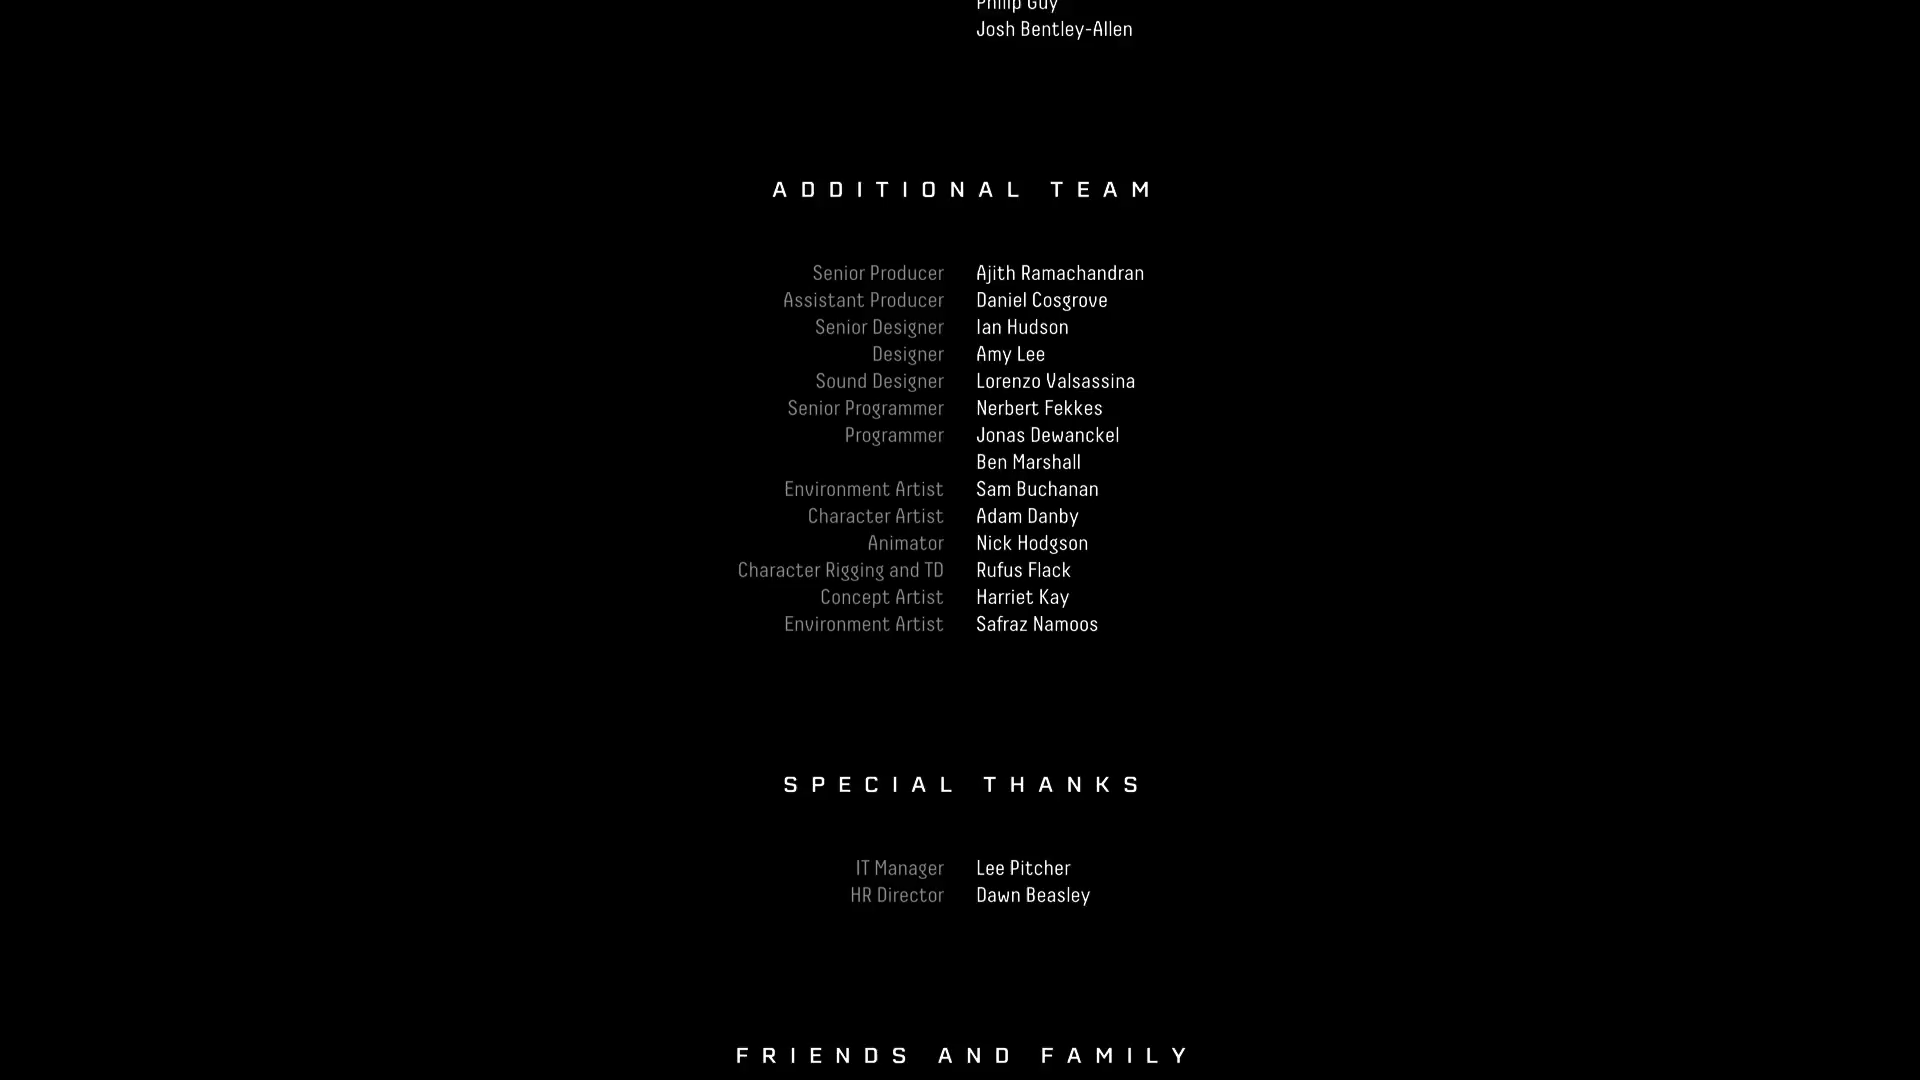 Philip Guy
Josh Bentley-Allen
ADDITIONAL TEAM
Senior Producer Ajith Ramachandran
Assistant Producer Daniel Cosgrove
Senior Designer Ian Hudson
Designer Amy Lee
Sound Designer Lorenzo Valsassina
Senior Programmer Nerbert Fekkes
Programmer Jonas Dewanckel
Ben Marshall
Environment Artist Sam Buchanan
Character Artist Adam Danby
Animator Nick Hodgson
Character Rigging and TD Rufus Flack
Concept Artist Harriet Kay
Environment Artist Safraz Namoos
SPECIAL THANKS
IT Manager Lee Pitcher
HR Director Dawn Beasley
FRIENDS AND FAMILY